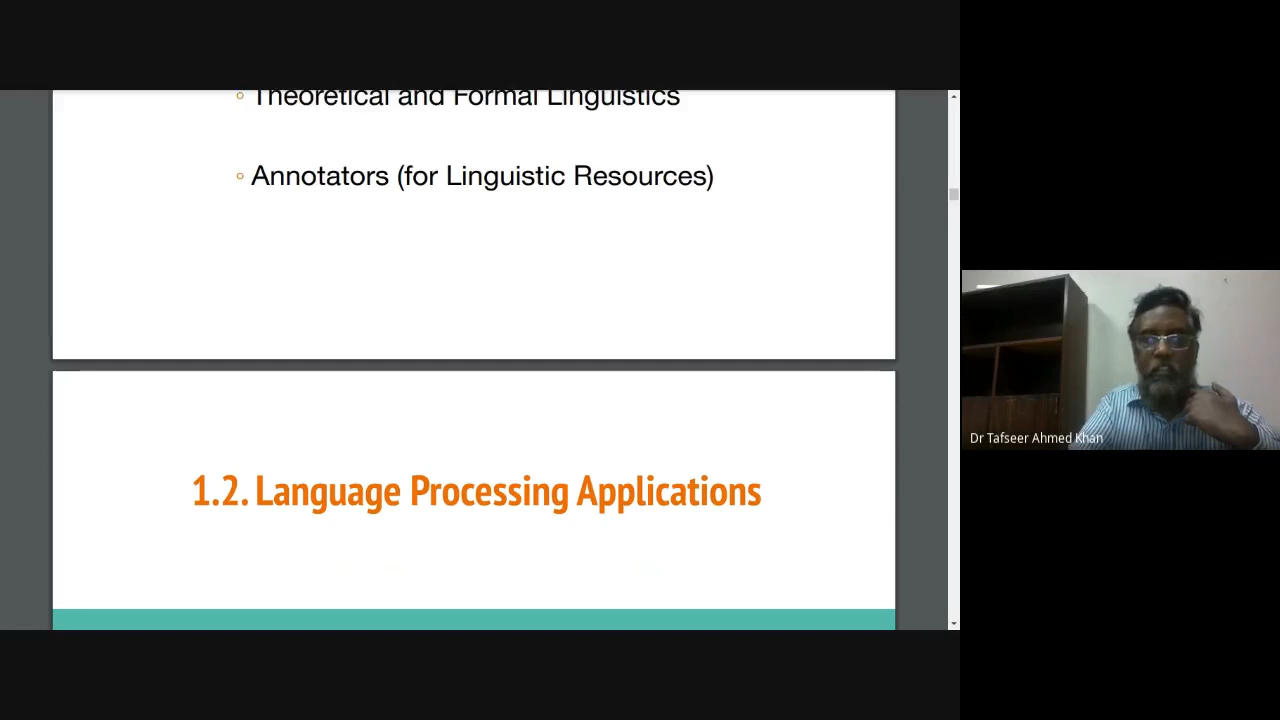 Theoretical and Formal Linguistics
Annotators (for Linguistic Resources)
1.2. Language Processing Applications
Dr Tafseer Ahmed Khan